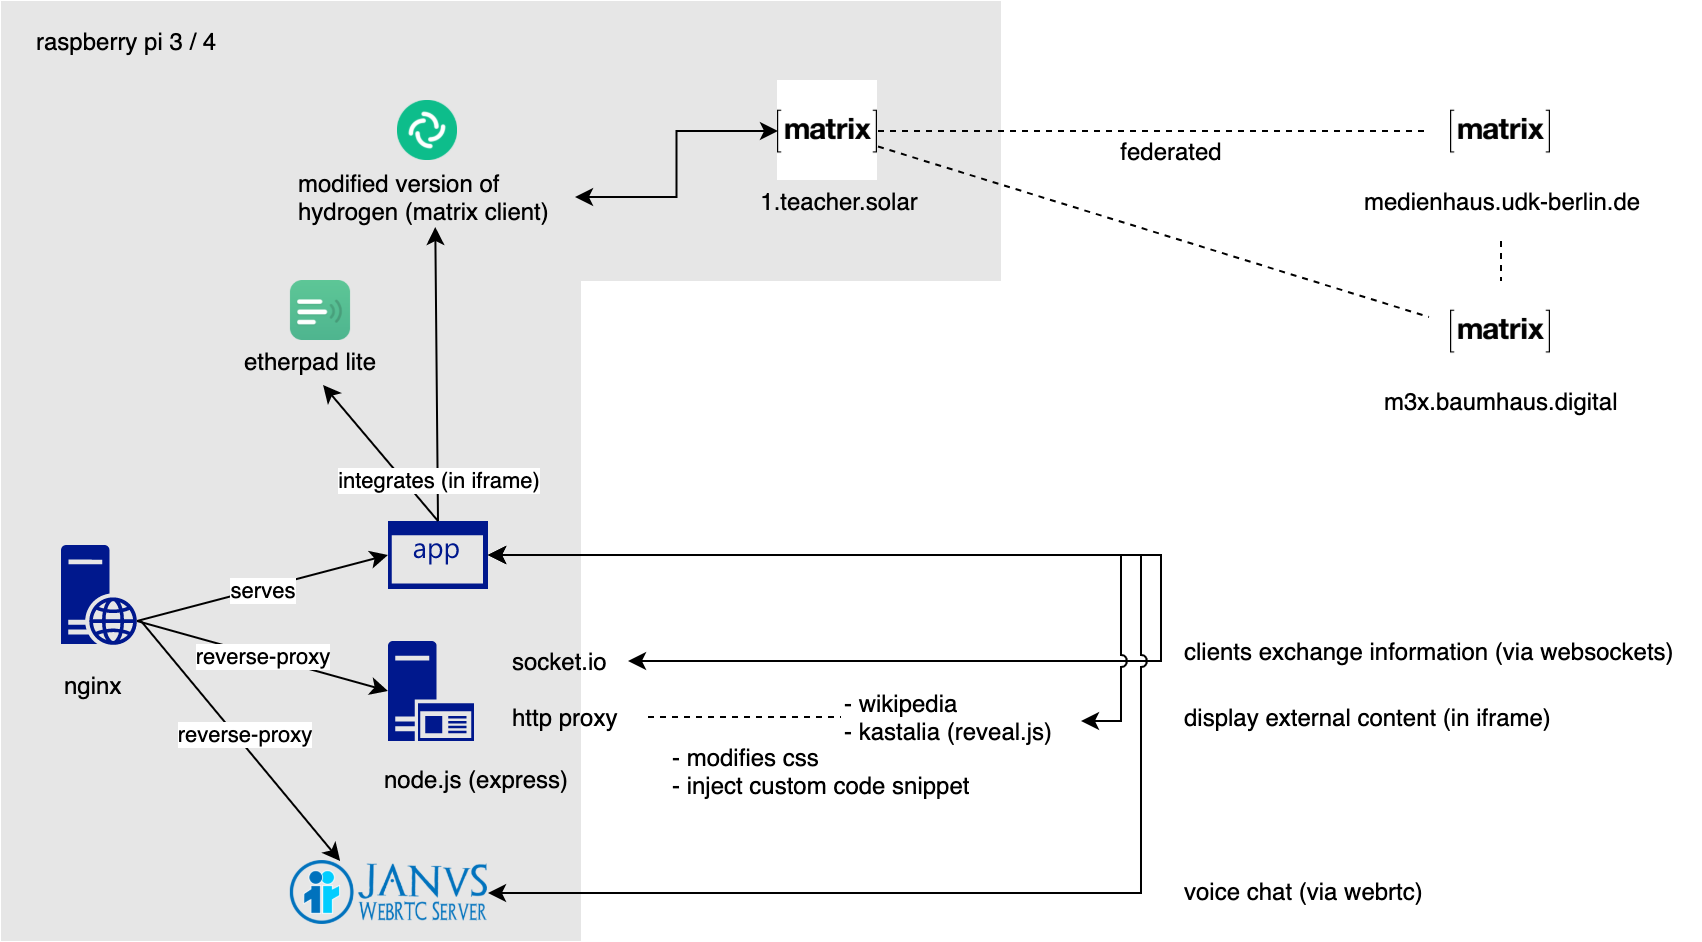 raspberry pi 3 / 4
[matrix]
[matrix]
federated
modified version of
hydrogen (matrix client)
1.teacher.solar
medienhaus.udk-berlin.de
[matrix]
etherpad lite
m3x.baumhaus.digital
integrates (in iframe)
app
serves
reverse-proxy
nginx
socket.io
clients exchange information (via websockets)
http proxy
- wikipedia
- kastalia (reveal.js)
display external content (in iframe)
reverse-proxy
- modifies css
- inject custom code snippet
node.js (express)
JANVS
WEBRTC SERVER
voice chat (via webrtc)